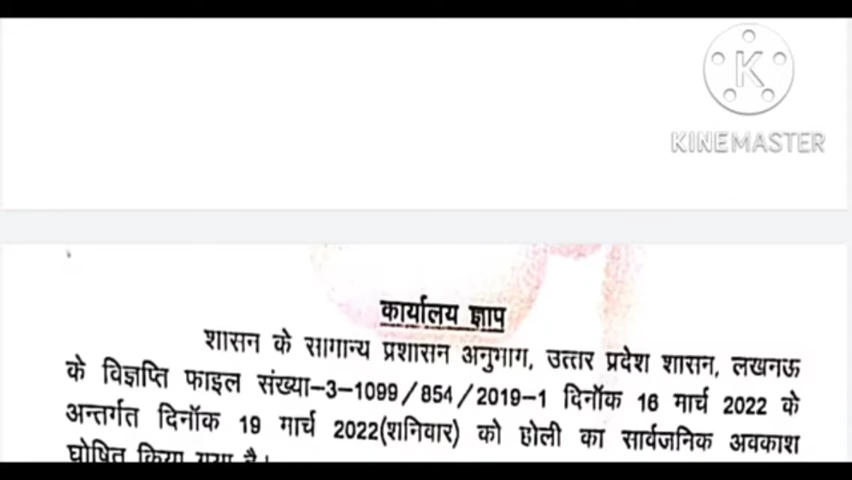 K
KINEMASTER
कार्यालय ज्ञाप
शासन के सामान्य प्रशासन अनुभाग, उत्तर प्रदेश शासन, लखनऊ
के विज्ञप्ति फाइल संख्या-3-1099/854/2019-1 दिनॉक 16 मार्च 2022 के
अन्तर्गत दिनॉक 19 मार्च 2022(शनिवार) को होली का सार्वजनिक अवकाश
घोषित किया गया है।